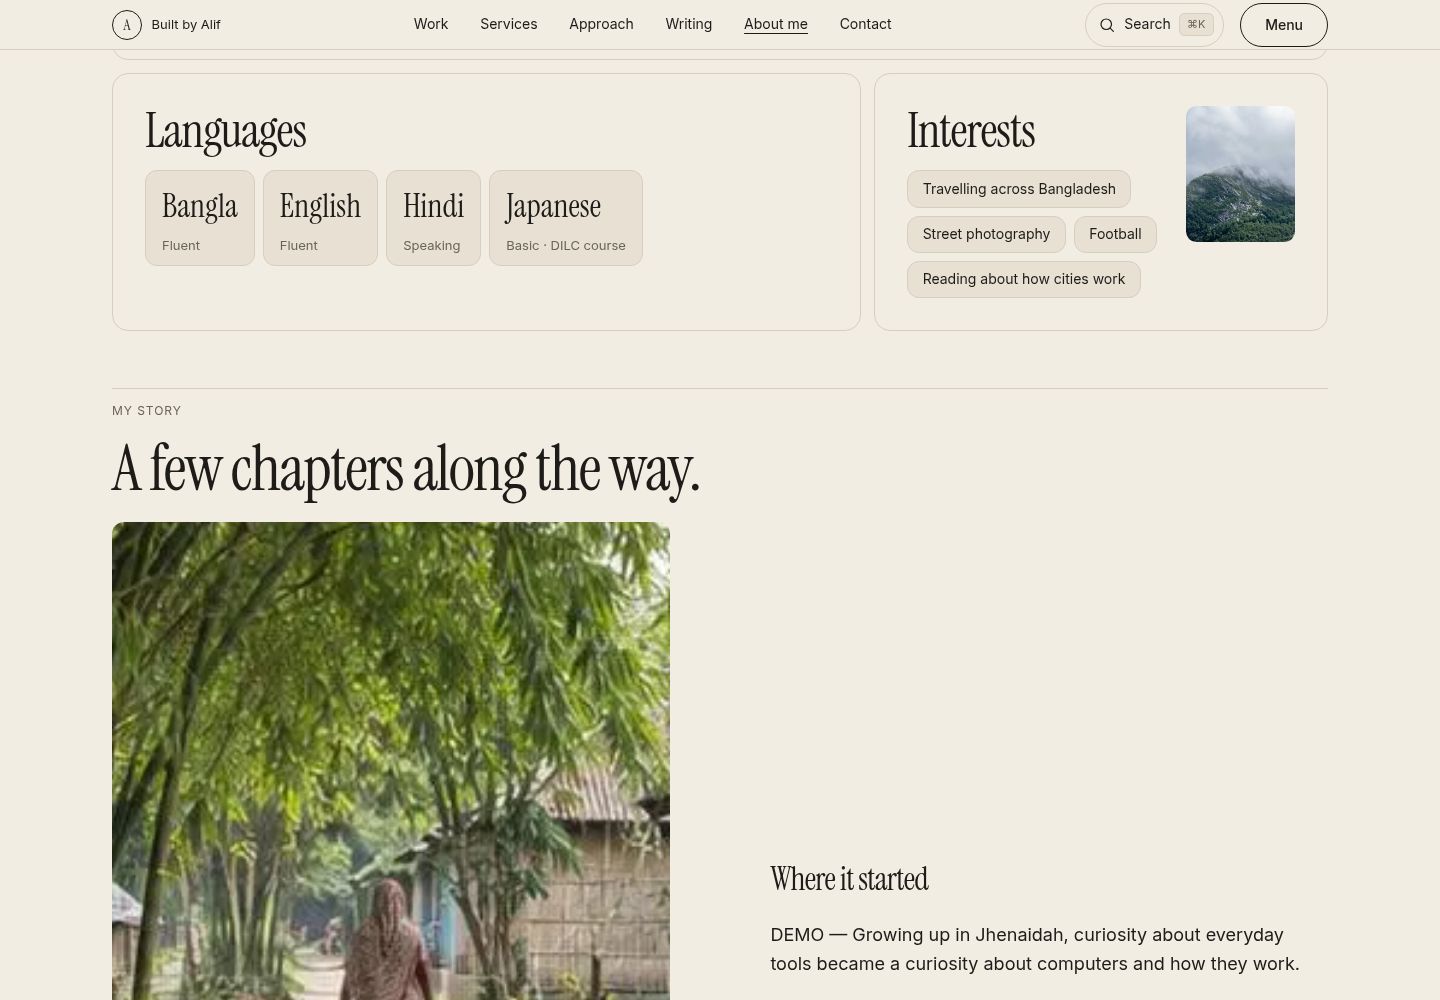 A Built by Alif
Work Services Approach Writing About me Contact
Search ⌘K Menu
Languages
Bangla
Fluent
English
Fluent
Hindi
Speaking
Japanese
Basic · DILC course
Interests
Travelling across Bangladesh
Street photography
Football
Reading about how cities work
MY STORY
A few chapters along the way.
Where it started
DEMO — Growing up in Jhenaidah, curiosity about everyday
tools became a curiosity about computers and how they work.